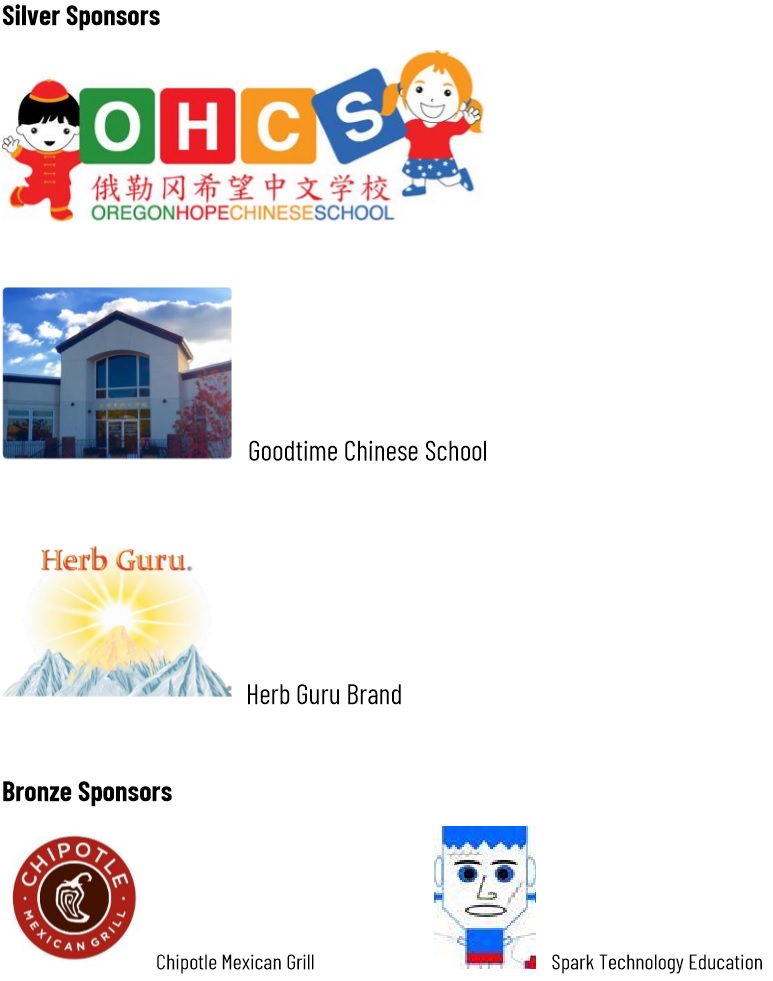 Silver Sponsors
OHCS
俄勒冈希望中文学校
OREGONHOPECHINESESCHOOL
Goodtime Chinese School
Herb Guru.
Herb Guru Brand
Bronze Sponsors
CHIPOTLE
MEXICAN GRILL
Chipotle Mexican Grill
Spark Technology Education